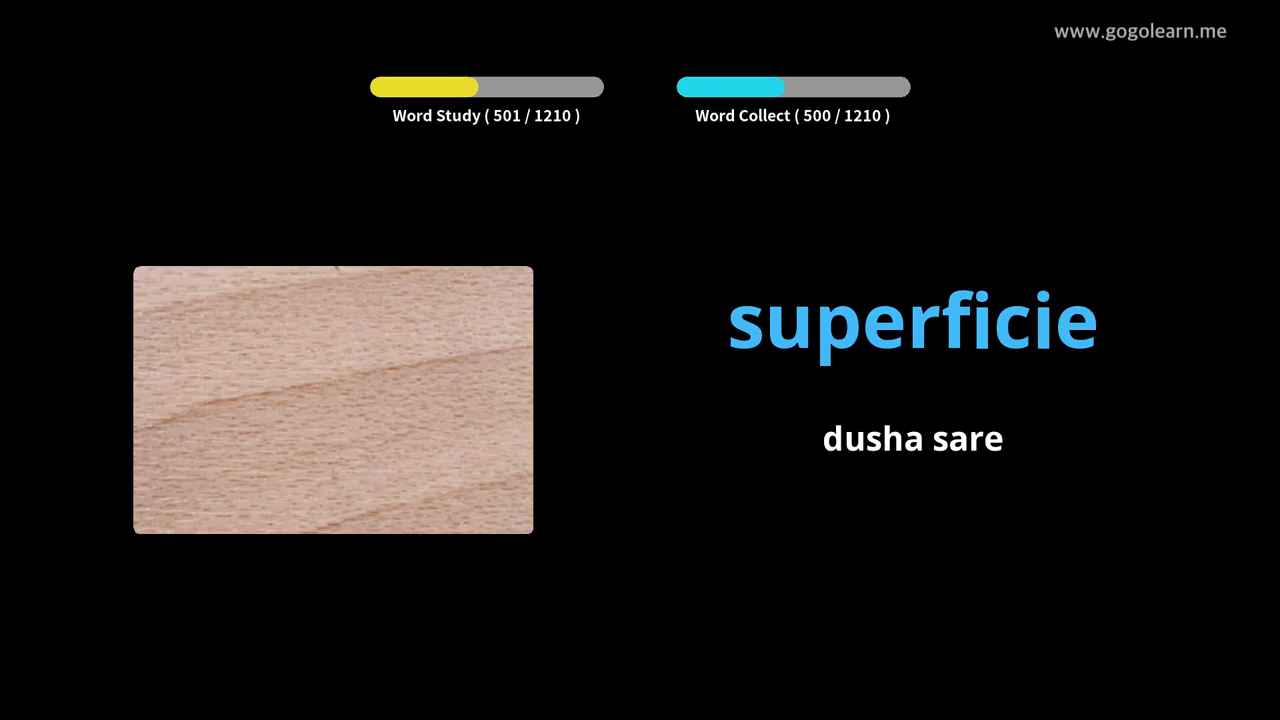 www.gogolearn.me
Word Study ( 501 / 1210 )
Word Collect ( 500 / 1210 )
superficie
dusha sare